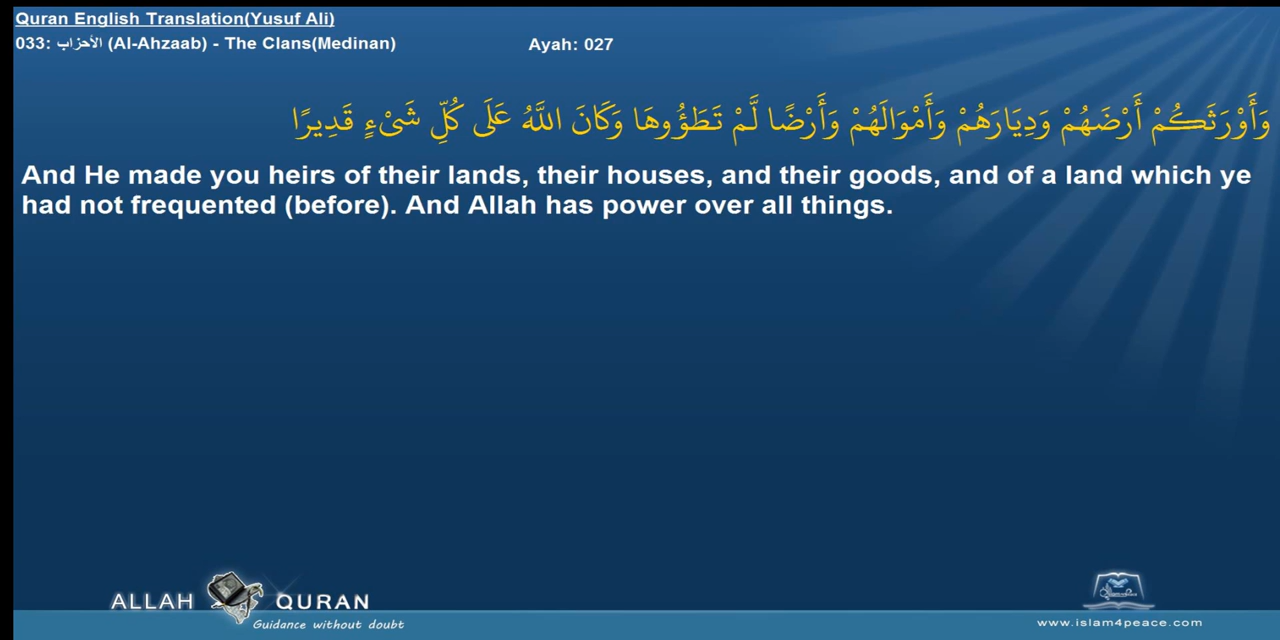 Quran English Translation(Yusuf Ali)
033: الأحزاب (Al-Ahzaab) - The Clans(Medinan) Ayah: 027
وَأَوْرَثَكُمْ أَرْضَهُمْ وَدِيَارَهُمْ وَأَمْوَالَهُمْ وَأَرْضًا لَّمْ تَطَؤُوهَا وَكَانَ اللَّهُ عَلَى كُلِّ شَيْءٍ قَدِيرًا
And He made you heirs of their lands, their houses, and their goods, and of a land which ye
had not frequented (before). And Allah has power over all things.
ALLAH QURAN
Guidance without doubt
www.islam4peace.com